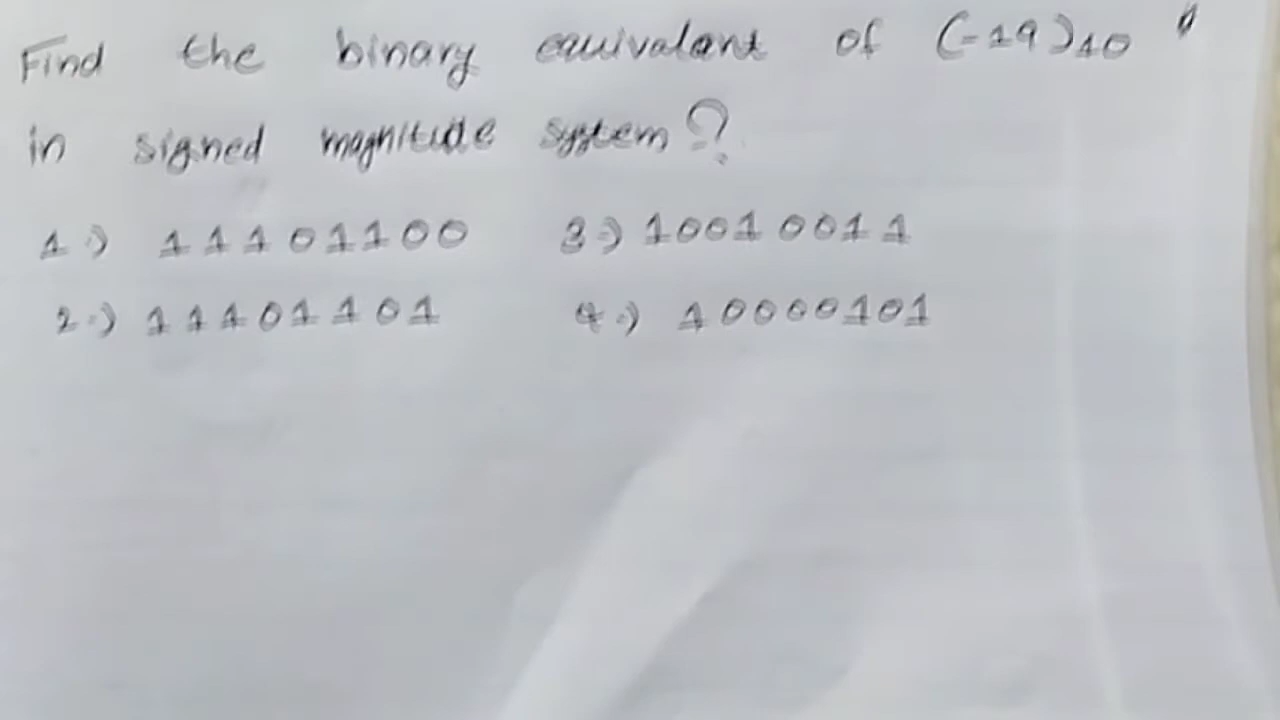 Find the binary equivalent of (-19)10
in signed magnitude system?
1.) 11101100 3.) 10010011
2.) 11101101 4.) 10000101